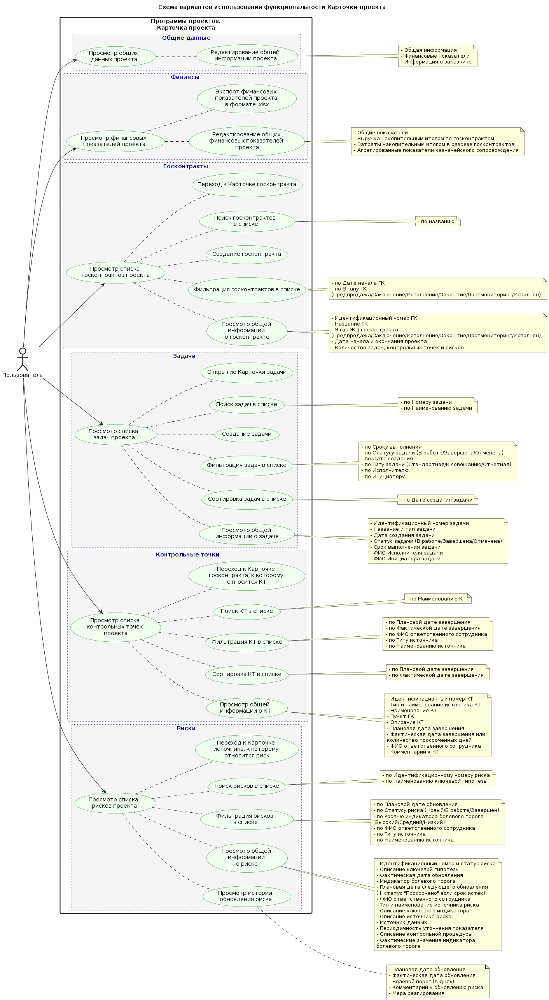 Схема вариантов использования функциональности Карточки проекта
Программы проектов.
Карточка проекта
Общие данные
Просмотр общих
данных проекта
Редактирование общей
информации проекта
- Общая информация
- Финансовые показатели
- Информация о заказчике
Финансы
Экспорт финансовых
показателей проекта
в формате .xlsx
Просмотр финансовых
показателей проекта
Редактирование общих
финансовых показателей
проекта
- Общие показатели
- Выручка накопительным итогом по госконтрактам
- Затраты накопительным итогом в разрезе госконтрактов
- Агрегированные показатели казначейского сопровождения
Госконтракты
Переход к Карточке госконтракта
Поиск госконтрактов
в списке
- по названию
Создание госконтракта
Просмотр списка
госконтрактов проекта
Фильтрация госконтрактов в списке
- по Дате начала ГК
- по Этапу ГК
(Предпродажа/Заключение/Исполнение/Закрытие/Постмониторинг/Исполнен)
Просмотр общей
информации
о госконтракте
- Идентификационный номер ГК
- Название ГК
- Этап ЖЦ госконтракта
(Предпродажа/Заключение/Исполнение/Закрытие/Постмониторинг/Исполнен)
- Дата начала и окончания проекта
- Количество задач, контрольных точек и рисков
Пользователь
Задачи
Открытие Карточки задачи
Поиск задач в списке
- по Номеру задачи
- по Наименованию задачи
Просмотр списка
задач проекта
Создание задачи
Фильтрация задач в списке
- по Сроку выполнения
- по Статусу задачи (В работе/Завершена/Отменена)
- по Дате создания
- по Типу задачи (Стандартная/К совещанию/Отчетная)
- по Исполнителю
- по Инициатору
Сортировка задач в списке
- по Дате создания задачи
Просмотр общей
информации о задаче
- Идентификационный номер задачи
- Название и тип задачи
- Дата создания задачи
- Статус задачи (В работе/Завершена/Отменена)
- Срок выполнения задачи
- ФИО Исполнителя задачи
- ФИО Инициатора задачи
Контрольные точки
Переход к Карточке
госконтракта, к которому
относится КТ
Поиск КТ в списке
- по Наименованию КТ
Просмотр списка
контрольных точек
проекта
Фильтрация КТ в списке
- по Плановой дате завершения
- по Фактической дате завершения
- по ФИО ответственного сотрудника
- по Типу источника
- по Наименованию источника
Сортировка КТ в списке
- по Плановой дате завершения
- по Фактической дате завершения
Просмотр общей
информации о КТ
- Идентификационный номер КТ
- Тип и наименование источника КТ
- Наименование КТ
- Пункт ГК
- Описание КТ
- Плановая дата завершения
- Фактическая дата завершения или
количество просроченных дней
- ФИО ответственного сотрудника
- Комментарий к КТ
Риски
Переход к Карточке
источника, к которому
относится риск
Поиск рисков в списке
- по Идентификационному номеру риска
- по Наименованию ключевой гипотезы
Просмотр списка
рисков проекта
Фильтрация рисков
в списке
- по Плановой дате обновления
- по Статусу риска (Новый/В работе/Завершен)
- по Уровню индикатора болевого порога
(Высокий/Средний/Низкий)
- по ФИО ответственного сотрудника
- по Типу источника
- по Наименованию источника
Просмотр общей
информации
о риске
- Идентификационный номер и статус риска
- Описание ключевой гипотезы
- Фактическая дата обновления
- Индикатор болевого порога
- Плановая дата следующего обновления
(+ статус "Просрочено" если срок истёк)
- ФИО ответственного сотрудника
- Тип и наименование источника риска
- Описание ключевого индикатора
- Описание источника риска
- Источник данных
- Периодичность уточнения показателя
- Описание контрольной процедуры
- Фактические значения индикатора
болевого порога
Просмотр истории
обновления риска
- Плановая дата обновления
- Фактическая дата обновления
- Болевой порог (в днях)
- Комментарий к обновлению риска
- Мера реагирования